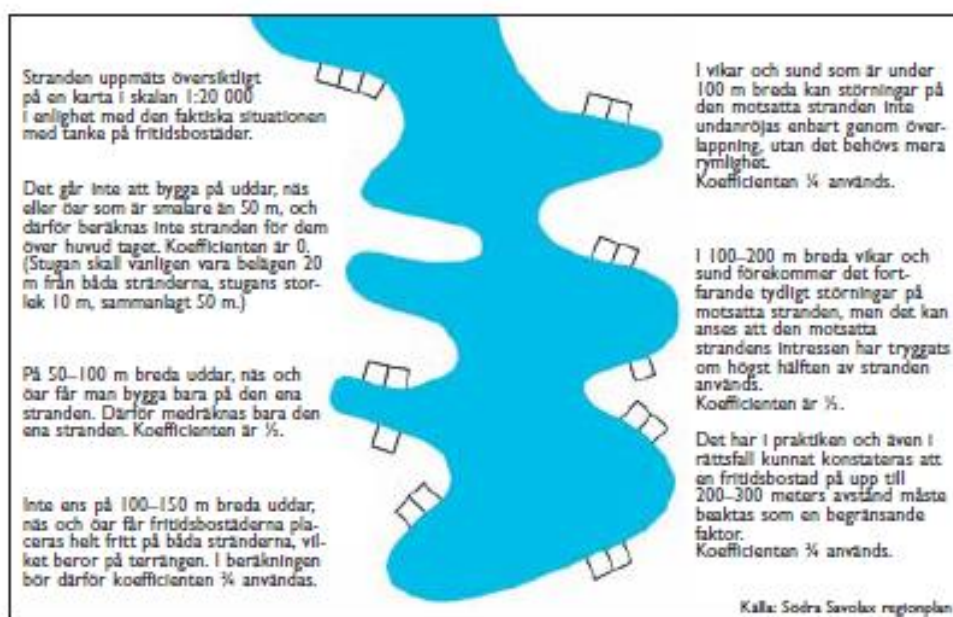 Stranden uppmäts översiktligt
på en karta i skalan 1:20 000
i enlighet med den faktiska situationen
med tanke på fritidsbostäder.
Det går inte att bygga på uddar, näs
eller öer som är smalare än 50 m, och
därför beräknas inte stranden för dem
över huvud taget. Koefficienten är 0.
(Stugan skall vanligen vara belägen 20
m från båda stränderna, stugans stor-
lek 10 m, sammanlagt 50 m.)
På 50–100 m breda uddar, näs och
öar får man bygga bara på den ena
stranden. Därför medräknas bara den
ena stranden. Koefficienten är ½.
Inte ens på 100–150 m breda uddar,
näs och öar får fritidsbostäderna pla-
ceras helt fritt på båda stränderna, vil-
ket beror på terrängen. I beräkningen
bör därför koefficienten ¾ användas.
I vikar och sund som är under
100 m breda kan störningar på
den motsatta stranden inte
undanröjas enbart genom över-
lappning, utan det behövs mera
rymlighet.
Koefficienten ¼ används.
I 100–200 m breda vikar och
sund förekommer det fort-
farande tydligt störningar på
motsatta stranden, men det kan
anses att den motsatta
strandens intressen har tryggats
om högst hälften av stranden
används.
Koefficienten är ½.
Det har i praktiken och även i
rättsfall kunnat konstateras att
en fritidsbostad på upp till
200–300 meters avstånd måste
beaktas som en begränsande
faktor.
Koefficienten ¾ används.
Källa: Södra Savolax regionplan